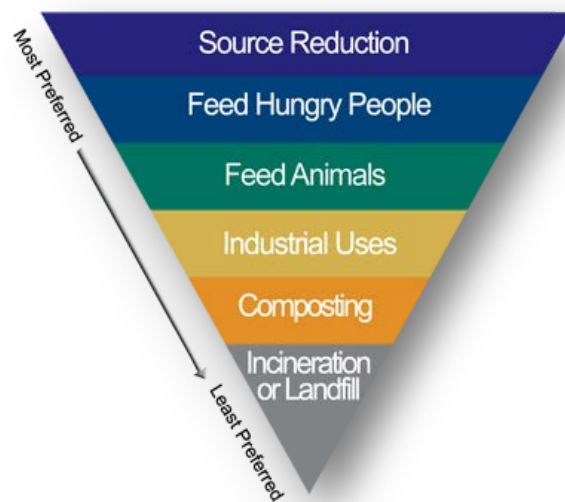 Most Preferred
Source Reduction
Feed Hungry People
Feed Animals
Industrial Uses
Composting
Incineration
or Landfill
Least Preferred